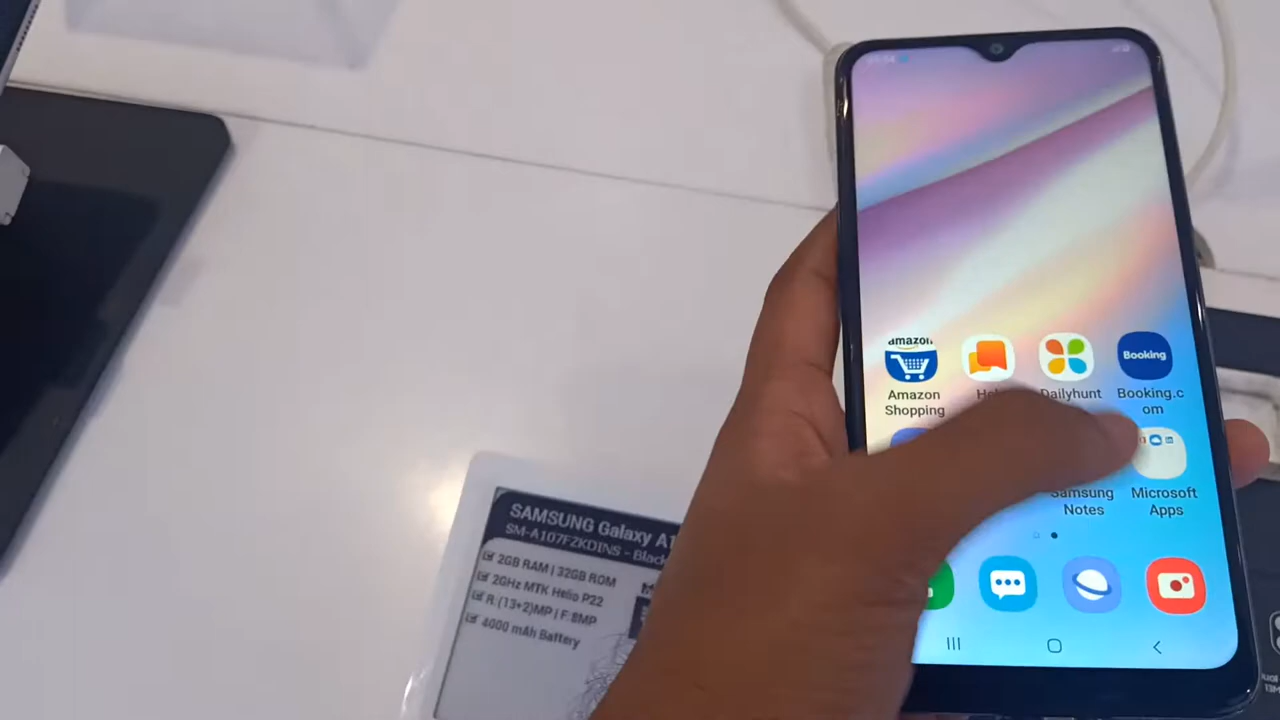 amazon
Booking
Amazon
Shopping
Dailyhunt
Booking.c
om
Samsung
Notes
Microsoft
Apps
SAMSUNG Galaxy A1
SM-A107FZKDINS - Black
2GB RAM | 32GB ROM
2GHz MTK Helio P22
R:(13+2)MP | F:8MP
4000 mAh Battery